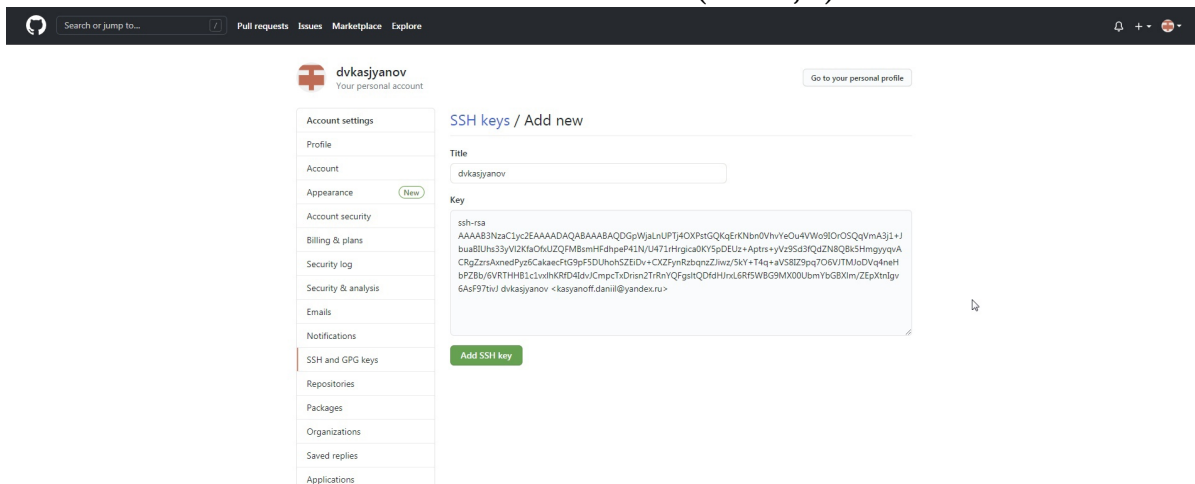 Search or jump to... /
Pull requests Issues Marketplace Explore
dvkasjyanov
Your personal account
Go to your personal profile
Account settings
Profile
Account
Appearance New
Account security
Billing & plans
Security log
Security & analysis
Emails
Notifications
SSH and GPG keys
Repositories
Packages
Organizations
Saved replies
Applications
SSH keys / Add new
Title
dvkasjyanov
Key
ssh-rsa
6AsF97tivJ dvkasjyanov <kasyanoff.daniil@yandex.ru>
Add SSH key